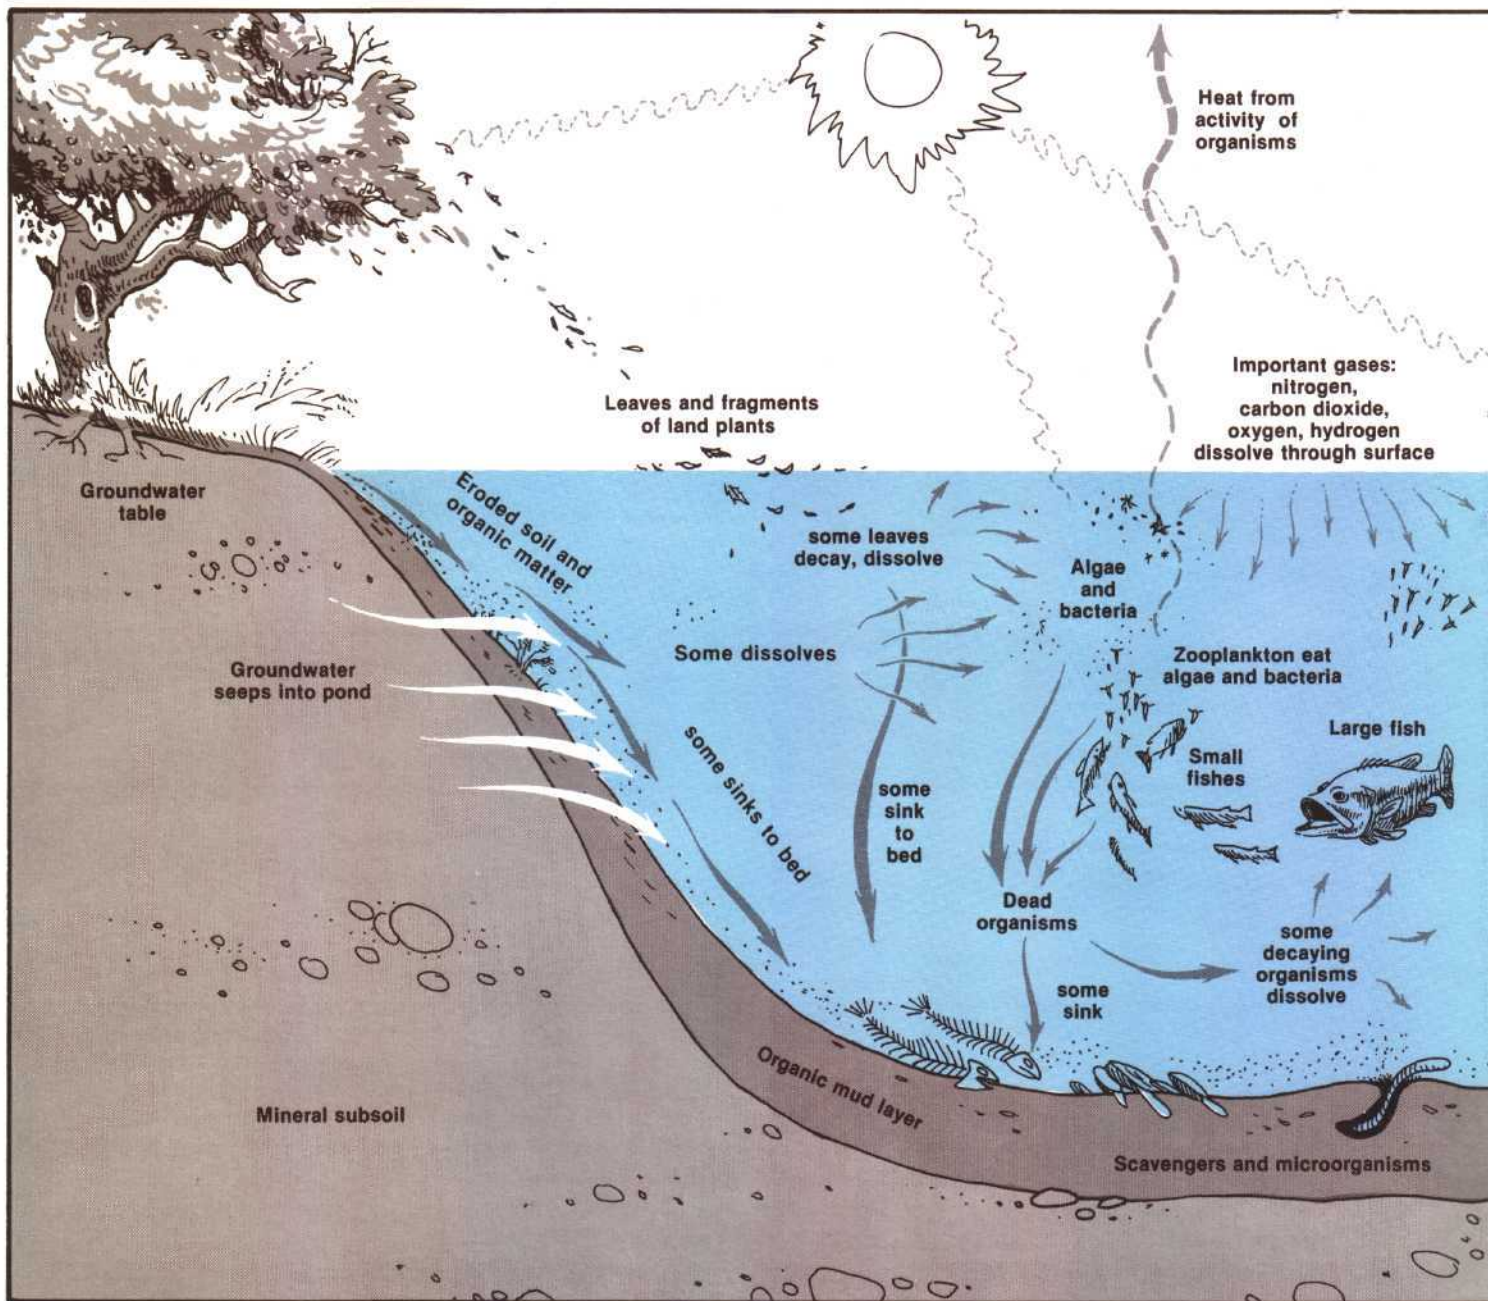 Heat from
activity of
organisms
Important gases:
nitrogen,
carbon dioxide,
oxygen, hydrogen
dissolve through surface
Leaves and fragments
of land plants
Groundwater
table
Eroded soil and
organic matter
some leaves
decay, dissolve
Algae
and
bacteria
Some dissolves
Zooplankton eat
algae and bacteria
Groundwater
seeps into pond
Large fish
Small
fishes
some sinks to bed
some
sink
to
bed
Dead
organisms
some
decaying
organisms
dissolve
some
sink
Organic mud layer
Mineral subsoil
Scavengers and microorganisms